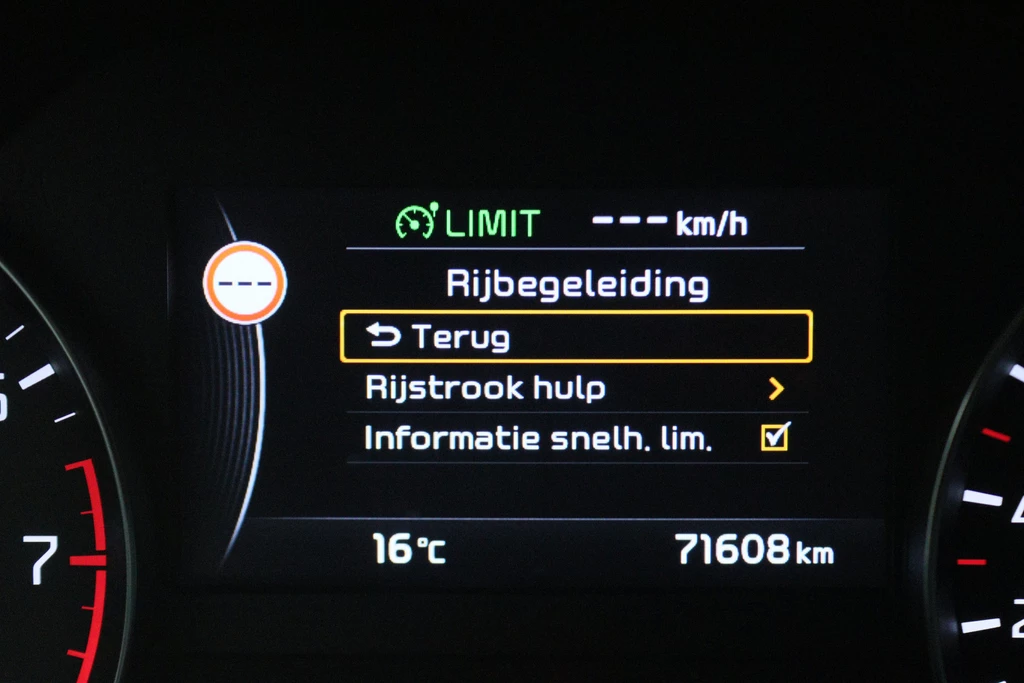 LIMIT --- km/h
---
Rijbegeleiding
Terug
Rijstrook hulp
Informatie snelh. lim.
16°C 71608 km
7